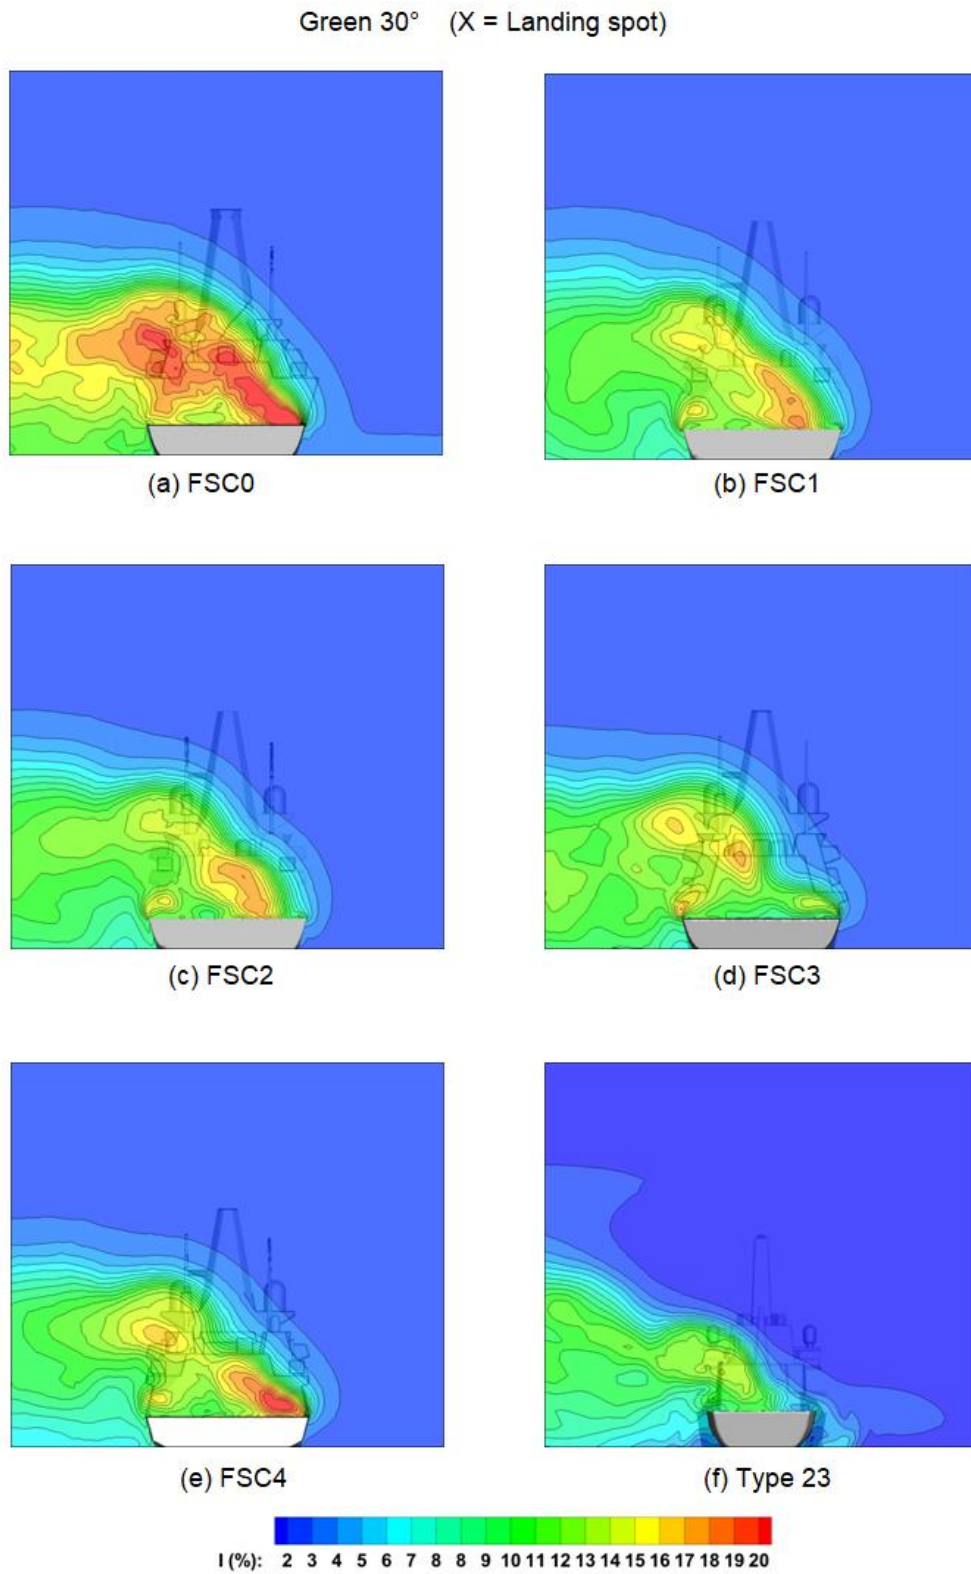 Green 30° (X = Landing spot)
(a) FSC0
(b) FSC1
(c) FSC2
(d) FSC3
(e) FSC4
(f) Type 23
I (%): 2 3 4 5 6 7 8 9 10 11 12 13 14 15 16 17 18 19 20